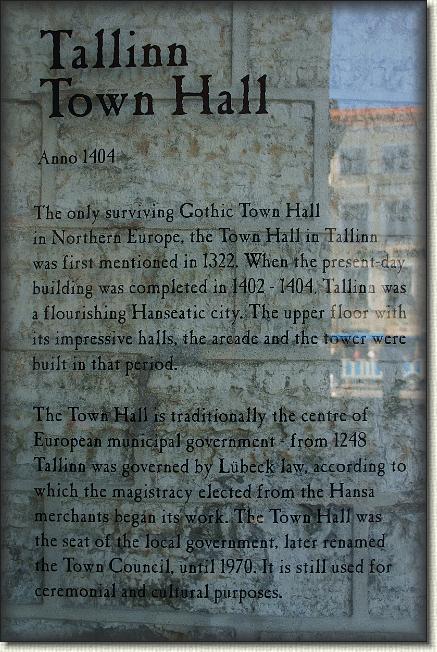 Tallinn
Town Hall
Anno 1404
The only surviving Gothic Town Hall
in Northern Europe, the Town Hall in Tallinn
was first mentioned in 1322. When the present-day
building was completed in 1402 - 1404, Tallinn was
a flourishing Hanseatic city. The upper floor with
its impressive halls, the arcade and the tower were
built in that period.
The Town Hall is traditionally the centre of
European municipal government - from 1248
Tallinn was governed by Lübeck law, according to
which the magistracy elected from the Hansa
merchants began its work. The Town Hall was
the seat of the local government, later renamed
the Town Council, until 1970. It is still used for
ceremonial and cultural purposes.